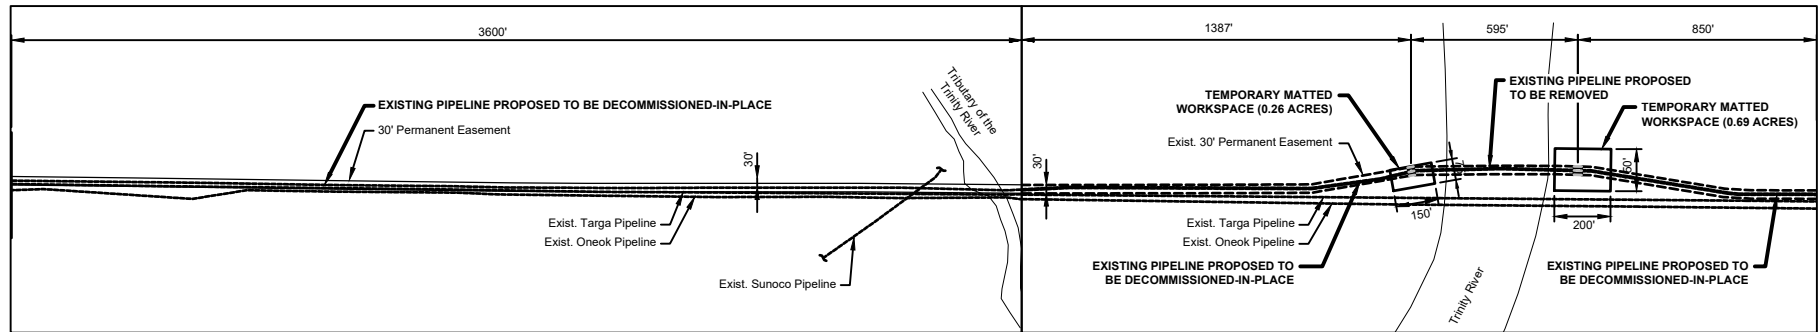 3600'
1387'
595'
850'
EXISTING PIPELINE PROPOSED TO BE DECOMMISSIONED-IN-PLACE
30' Permanent Easement
30'
Tributary of the
Trinity River
Exist. Targa Pipeline
Exist. Oneok Pipeline
Exist. Sunoco Pipeline
TEMPORARY MATTED
WORKSPACE (0.26 ACRES)
Exist. 30' Permanent Easement
30'
EXISTING PIPELINE PROPOSED
TO BE REMOVED
TEMPORARY MATTED
WORKSPACE (0.69 ACRES)
150'
200'
Exist. Targa Pipeline
Exist. Oneok Pipeline
EXISTING PIPELINE PROPOSED TO
BE DECOMMISSIONED-IN-PLACE
Trinity River
EXISTING PIPELINE PROPOSED TO
BE DECOMMISSIONED-IN-PLACE